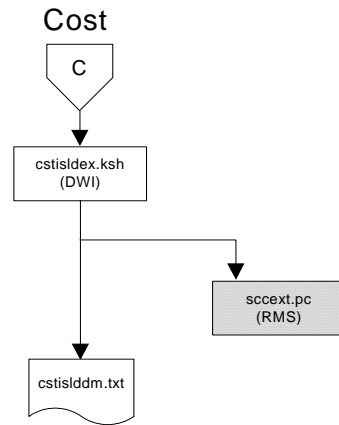 Cost
C
cstisldex.ksh
(DWI)
sccext.pc
(RMS)
cstislddm.txt